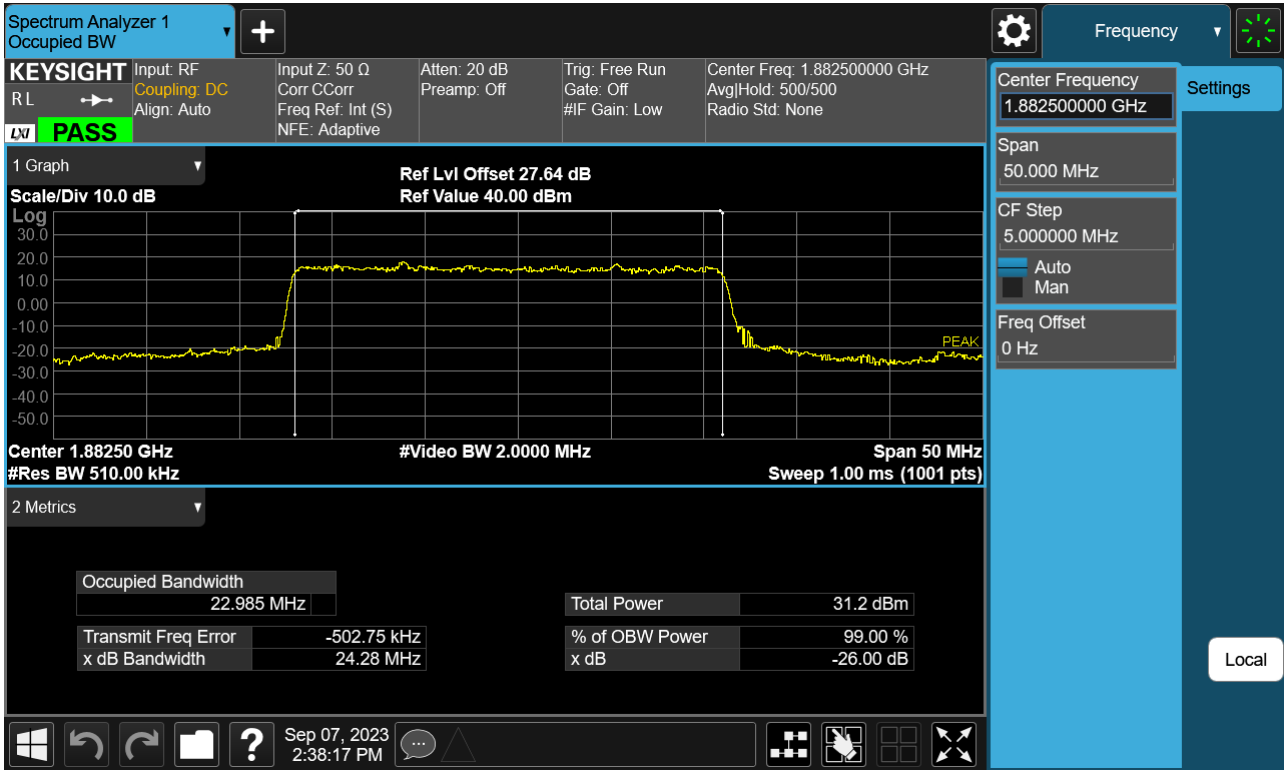 Spectrum Analyzer 1
Occupied BW
Frequency
KEYSIGHT
R L
LXI
PASS
Input: RF
Coupling: DC
Align: Auto
Input Z: 50 Ω
Corr CCorr
Freq Ref: Int (S)
NFE: Adaptive
Atten: 20 dB
Preamp: Off
Trig: Free Run
Gate: Off
#IF Gain: Low
Center Freq: 1.882500000 GHz
Avg|Hold: 500/500
Radio Std: None
Center Frequency
1.882500000 GHz
Settings
Span
50.000 MHz
CF Step
5.000000 MHz
Auto
Man
Freq Offset
0 Hz
1 Graph
Scale/Div 10.0 dB
Ref Lvl Offset 27.64 dB
Ref Value 40.00 dBm
Log
30.0
20.0
10.0
0.00
-10.0
-20.0
-30.0
-40.0
-50.0
PEAK
Center 1.88250 GHz
#Video BW 2.0000 MHz
Span 50 MHz
#Res BW 510.00 kHz
Sweep 1.00 ms (1001 pts)
2 Metrics
Occupied Bandwidth
22.985 MHz
Total Power 31.2 dBm
Transmit Freq Error -502.75 kHz
% of OBW Power 99.00 %
x dB Bandwidth 24.28 MHz
x dB -26.00 dB
Local
?
Sep 07, 2023
2:38:17 PM